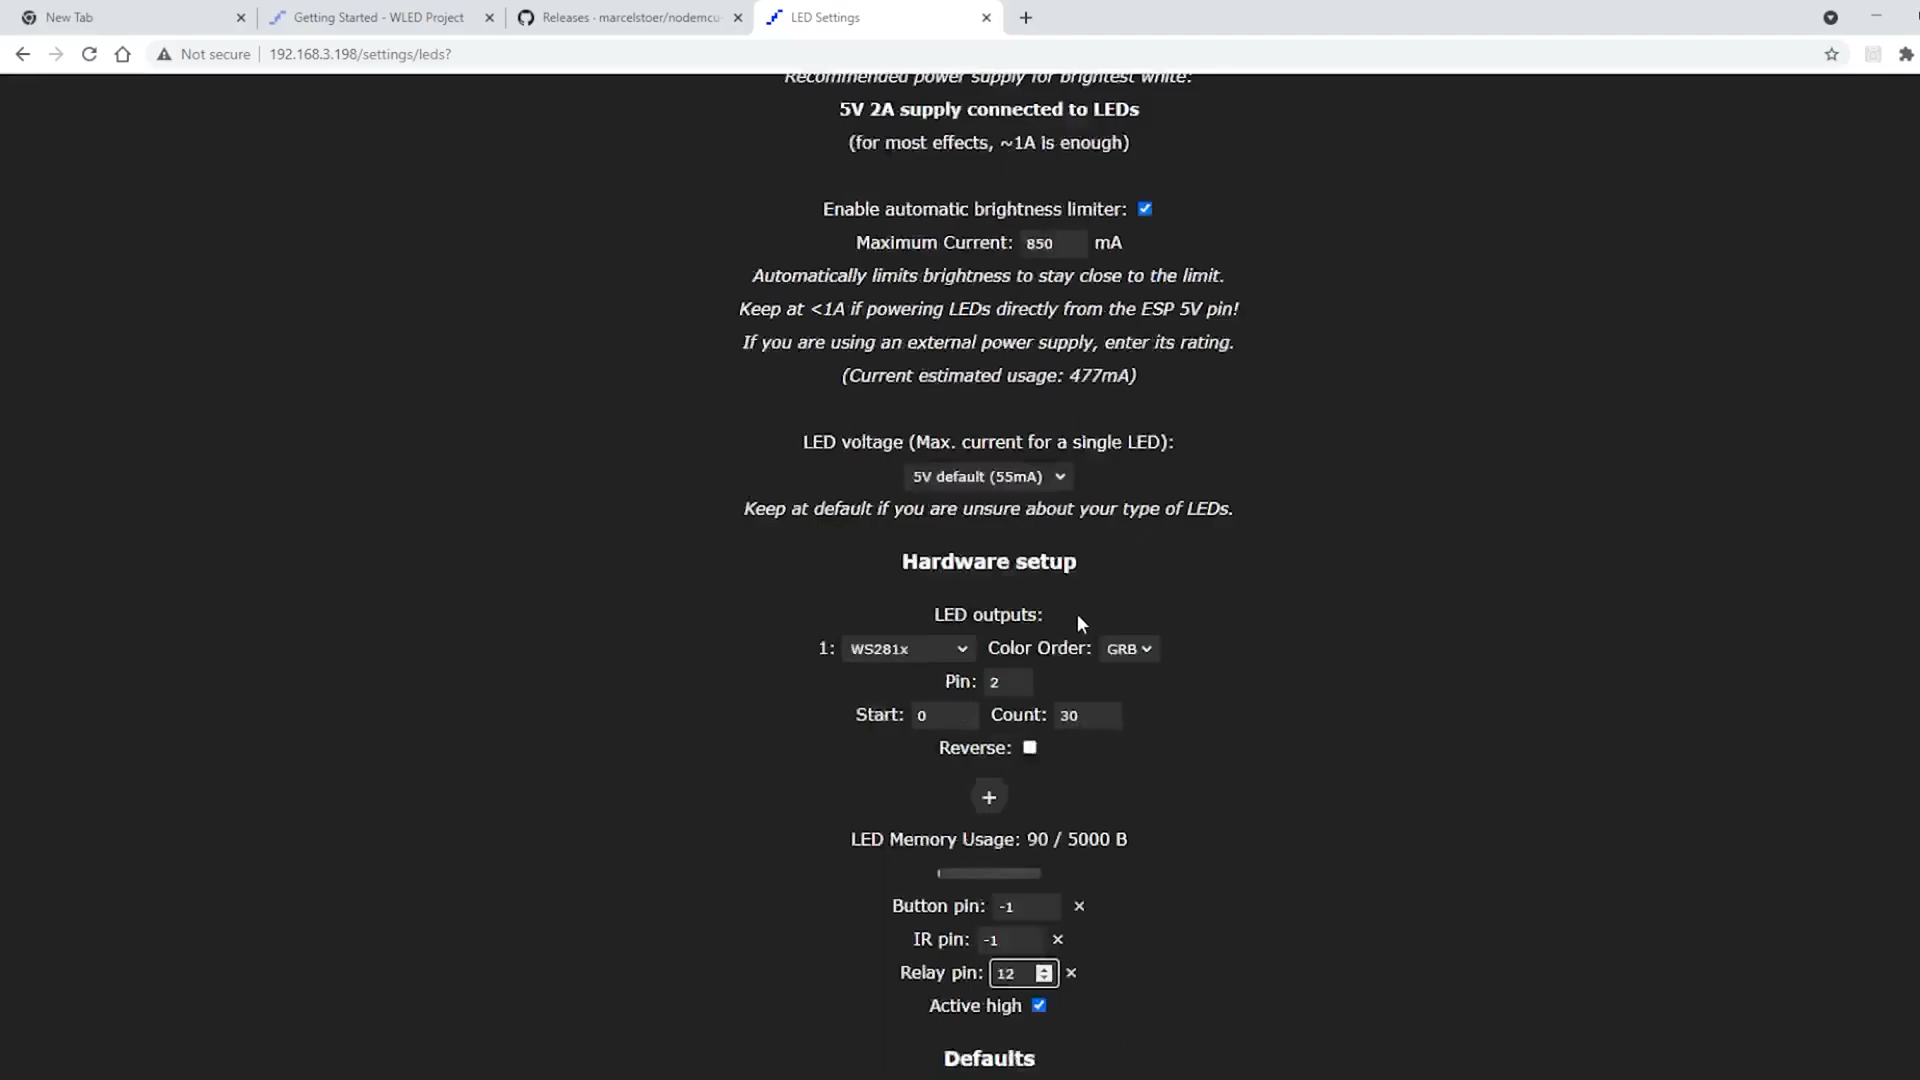 New Tab
Getting Started - WLED Project
Releases · marcelstoer/nodemcu-
LED Settings
Not secure
192.168.3.198/settings/leds?
Recommended power supply for brightest white:
5V 2A supply connected to LEDs
(for most effects, ~1A is enough)
Enable automatic brightness limiter:
Maximum Current: 850 mA
Automatically limits brightness to stay close to the limit.
Keep at <1A if powering LEDs directly from the ESP 5V pin!
If you are using an external power supply, enter its rating.
(Current estimated usage: 477mA)
LED voltage (Max. current for a single LED):
5V default (55mA)
Keep at default if you are unsure about your type of LEDs.
Hardware setup
LED outputs:
1: WS281x Color Order: GRB
Pin: 2
Start: 0 Count: 30
Reverse:
+
LED Memory Usage: 90 / 5000 B
Button pin: -1 ×
IR pin: -1 ×
Relay pin: 12 ×
Active high
Defaults